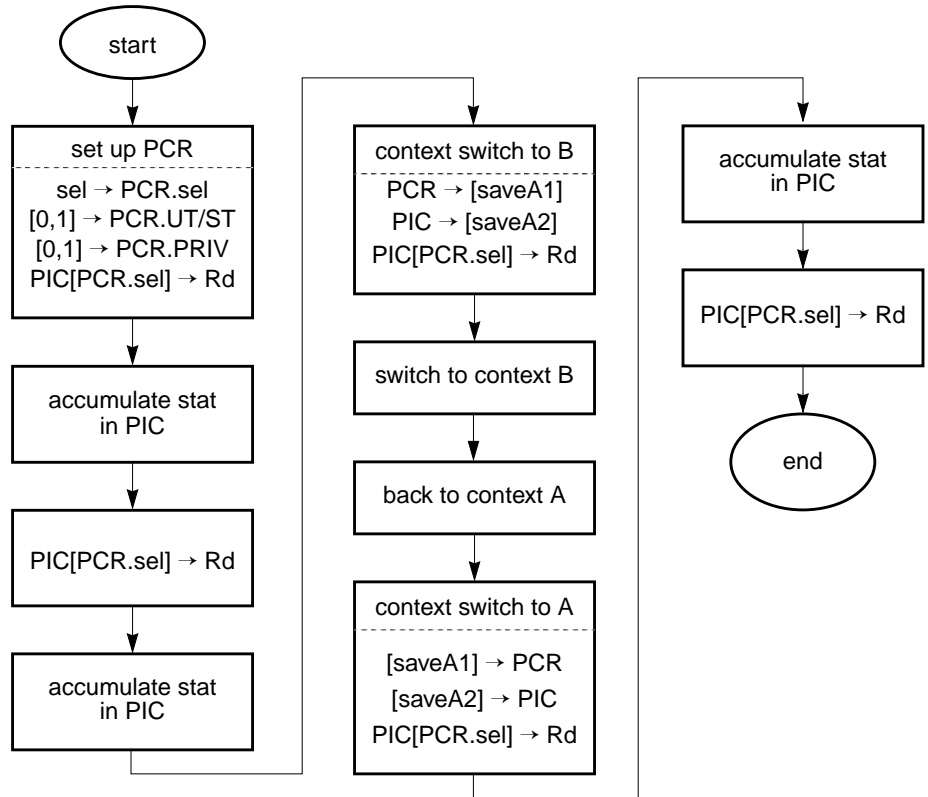 start
set up PCR
sel → PCR.sel
[0,1] → PCR.UT/ST
[0,1] → PCR.PRIV
PIC[PCR.sel] → Rd
accumulate stat
in PIC
PIC[PCR.sel] → Rd
accumulate stat
in PIC
context switch to B
PCR → [saveA1]
PIC → [saveA2]
PIC[PCR.sel] → Rd
switch to context B
back to context A
context switch to A
[saveA1] → PCR
[saveA2] → PIC
PIC[PCR.sel] → Rd
accumulate stat
in PIC
PIC[PCR.sel] → Rd
end